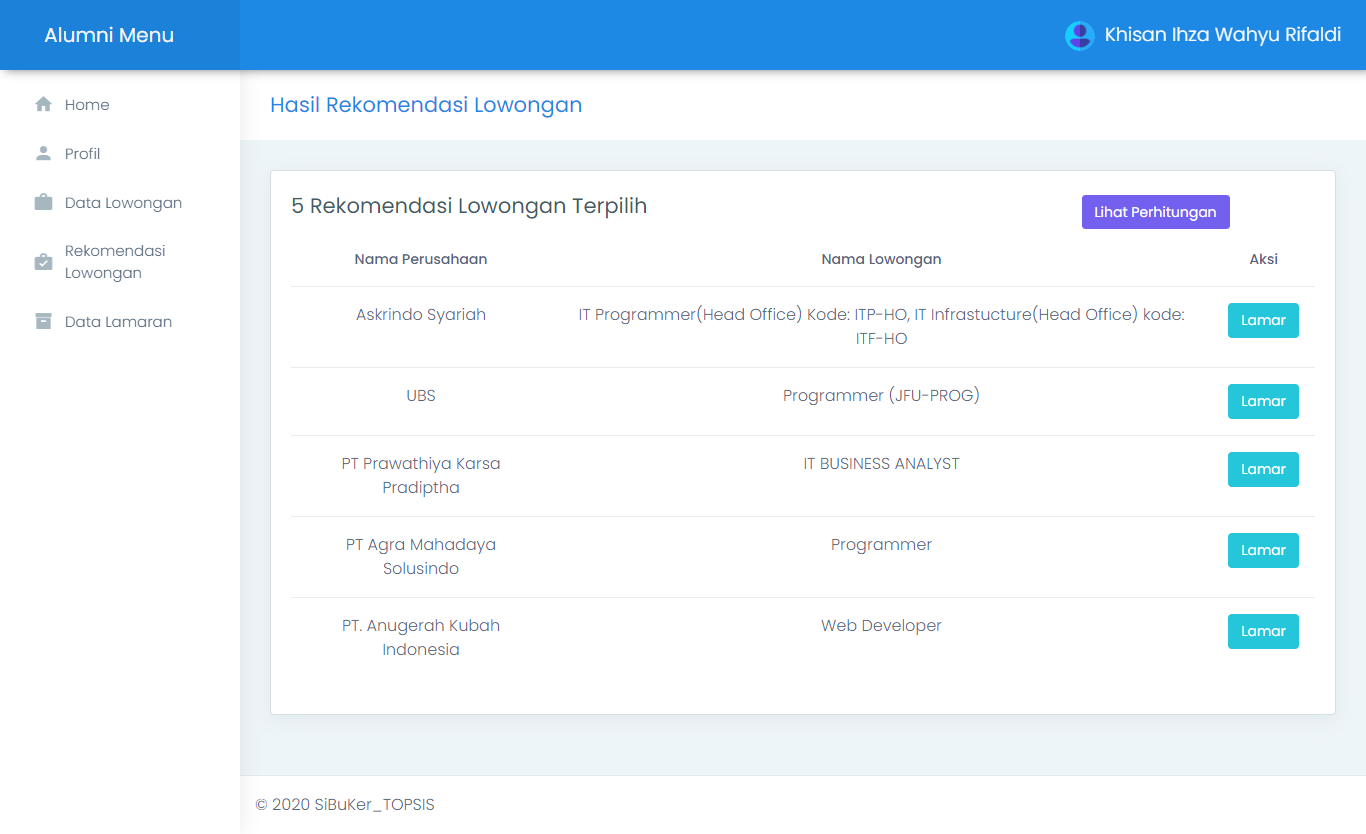 Alumni Menu
Khisan Ihza Wahyu Rifaldi
Home
Profil
Data Lowongan
Rekomendasi
Lowongan
Data Lamaran
Hasil Rekomendasi Lowongan
5 Rekomendasi Lowongan Terpilih
Lihat Perhitungan
Nama Perusahaan Nama Lowongan Aksi
Askrindo Syariah IT Programmer(Head Office) Kode: ITP-HO, IT Infrastucture(Head Office) kode: Lamar
ITF-HO
UBS Programmer (JFU-PROG) Lamar
PT Prawathiya Karsa IT BUSINESS ANALYST Lamar
Pradiptha
PT Agra Mahadaya Programmer Lamar
Solusindo
PT. Anugerah Kubah Web Developer Lamar
Indonesia
© 2020 SiBuKer_TOPSIS